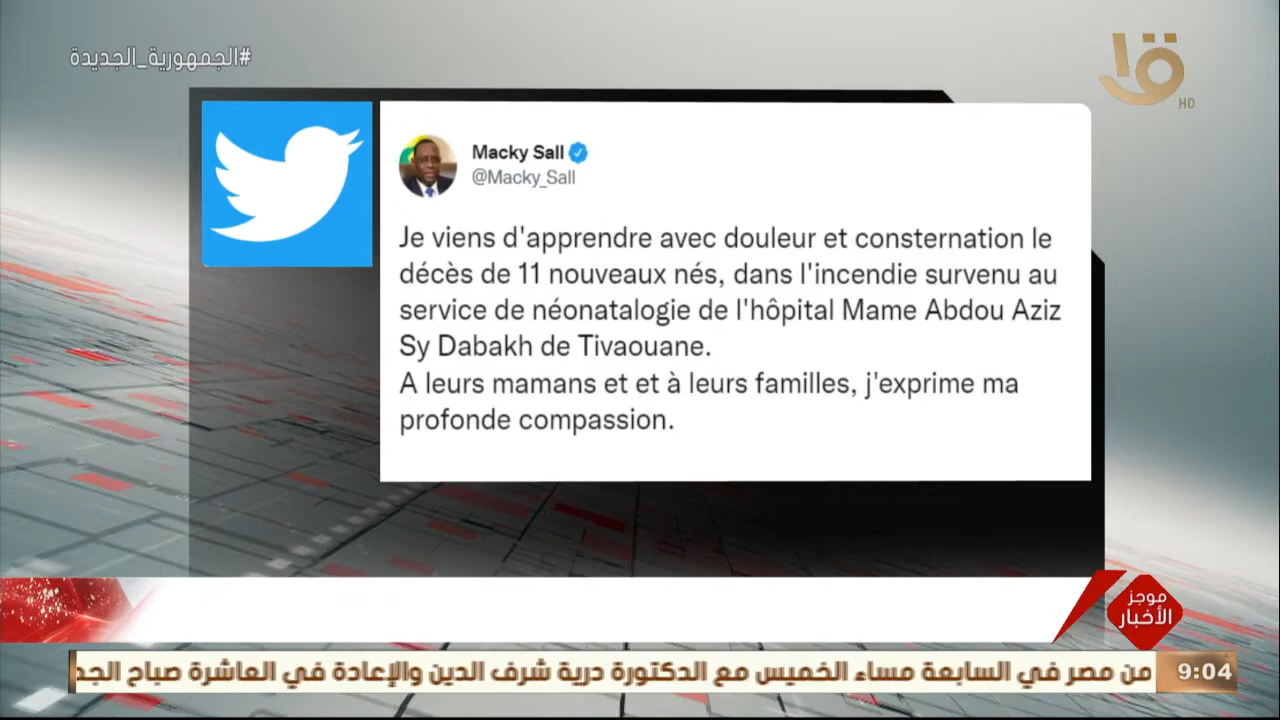 #الجمهورية_الجديدة
HD
Macky Sall
@Macky_Sall
Je viens d'apprendre avec douleur et consternation le
décès de 11 nouveaux nés, dans l'incendie survenu au
service de néonatalogie de l'hôpital Mame Abdou Aziz
Sy Dabakh de Tivaouane.
A leurs mamans et et à leurs familles, j'exprime ma
profonde compassion.
موجز
الأخبار
9:04
من مصر في السابعة مساء الخميس مع الدكتورة درية شرف الدين والإعادة في العاشرة صباح